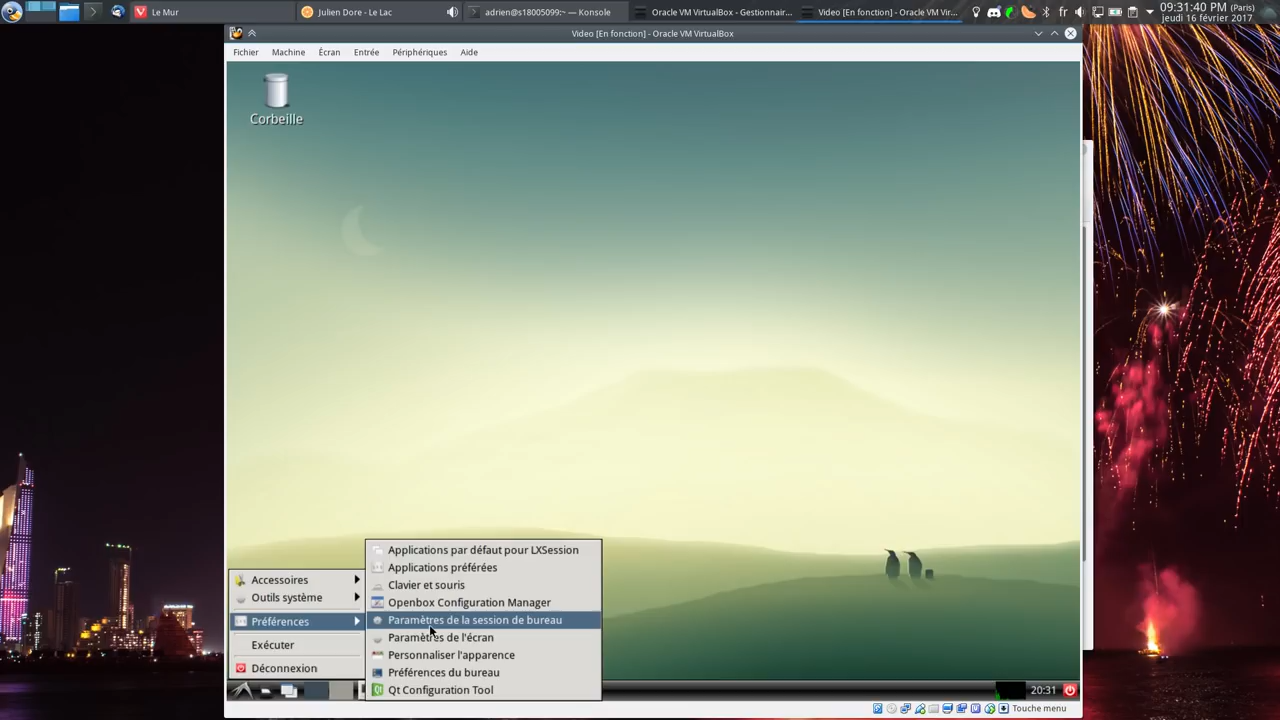 Le Mur
Julien Dore - Le Lac
adrien@s18005099:~ — Konsole
Oracle VM VirtualBox - Gestionnair...
Video [En fonction] - Oracle VM Vir...
fr
09:31:40 PM (Paris)
jeudi 16 février 2017
Video [En fonction] - Oracle VM VirtualBox
Fichier Machine Écran Entrée Périphériques Aide
Corbeille
Applications par défaut pour LXSession
Applications préférées
Clavier et souris
Openbox Configuration Manager
Paramètres de la session de bureau
Paramètres de l'écran
Personnaliser l'apparence
Préférences du bureau
Qt Configuration Tool
Accessoires
Outils système
Préférences
Exécuter
Déconnexion
20:31
Touche menu